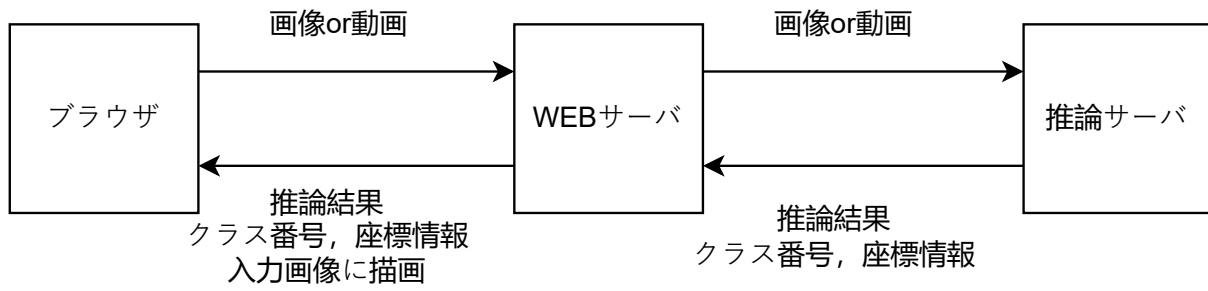 画像or動画
画像or動画
ブラウザ
WEBサーバ
推論サーバ
推論結果
クラス番号，座標情報
入力画像に描画
推論結果
クラス番号，座標情報